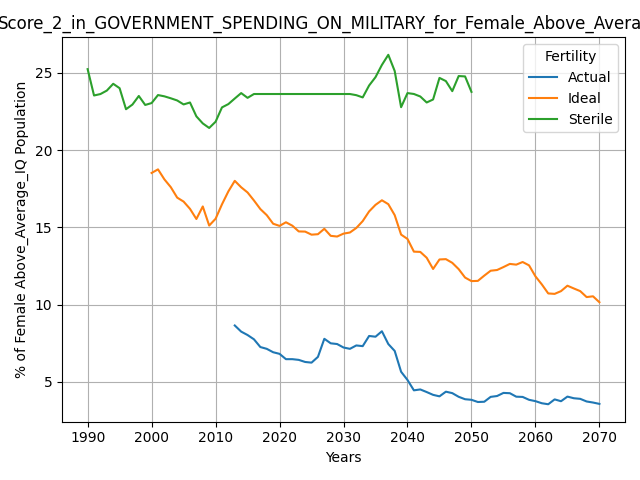 Score_2_in_GOVERNMENT_SPENDING_ON_MILITARY_for_Female_Above_Avera
Fertility
Actual
Ideal
Sterile
% of Female Above_Average_IQ Population
25
20
15
10
5
1990 2000 2010 2020 2030 2040 2050 2060 2070
Years